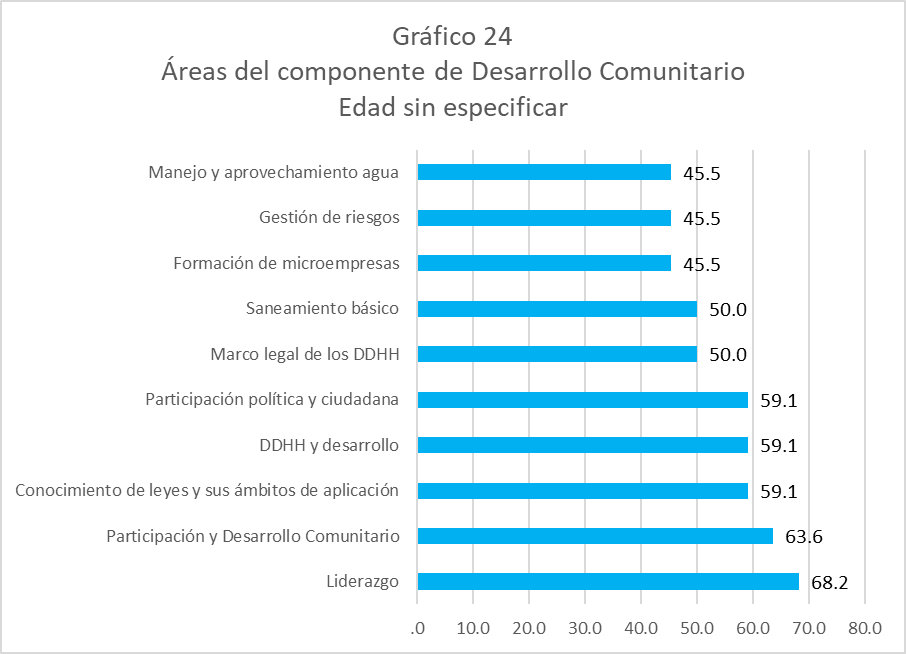 Gráfico 24
Áreas del componente de Desarrollo Comunitario
Edad sin especificar
Manejo y aprovechamiento agua 45.5
Gestión de riesgos 45.5
Formación de microempresas 45.5
Saneamiento básico 50.0
Marco legal de los DDHH 50.0
Participación política y ciudadana 59.1
DDHH y desarrollo 59.1
Conocimiento de leyes y sus ámbitos de aplicación 59.1
Participación y Desarrollo Comunitario 63.6
Liderazgo 68.2
.0 10.0 20.0 30.0 40.0 50.0 60.0 70.0 80.0